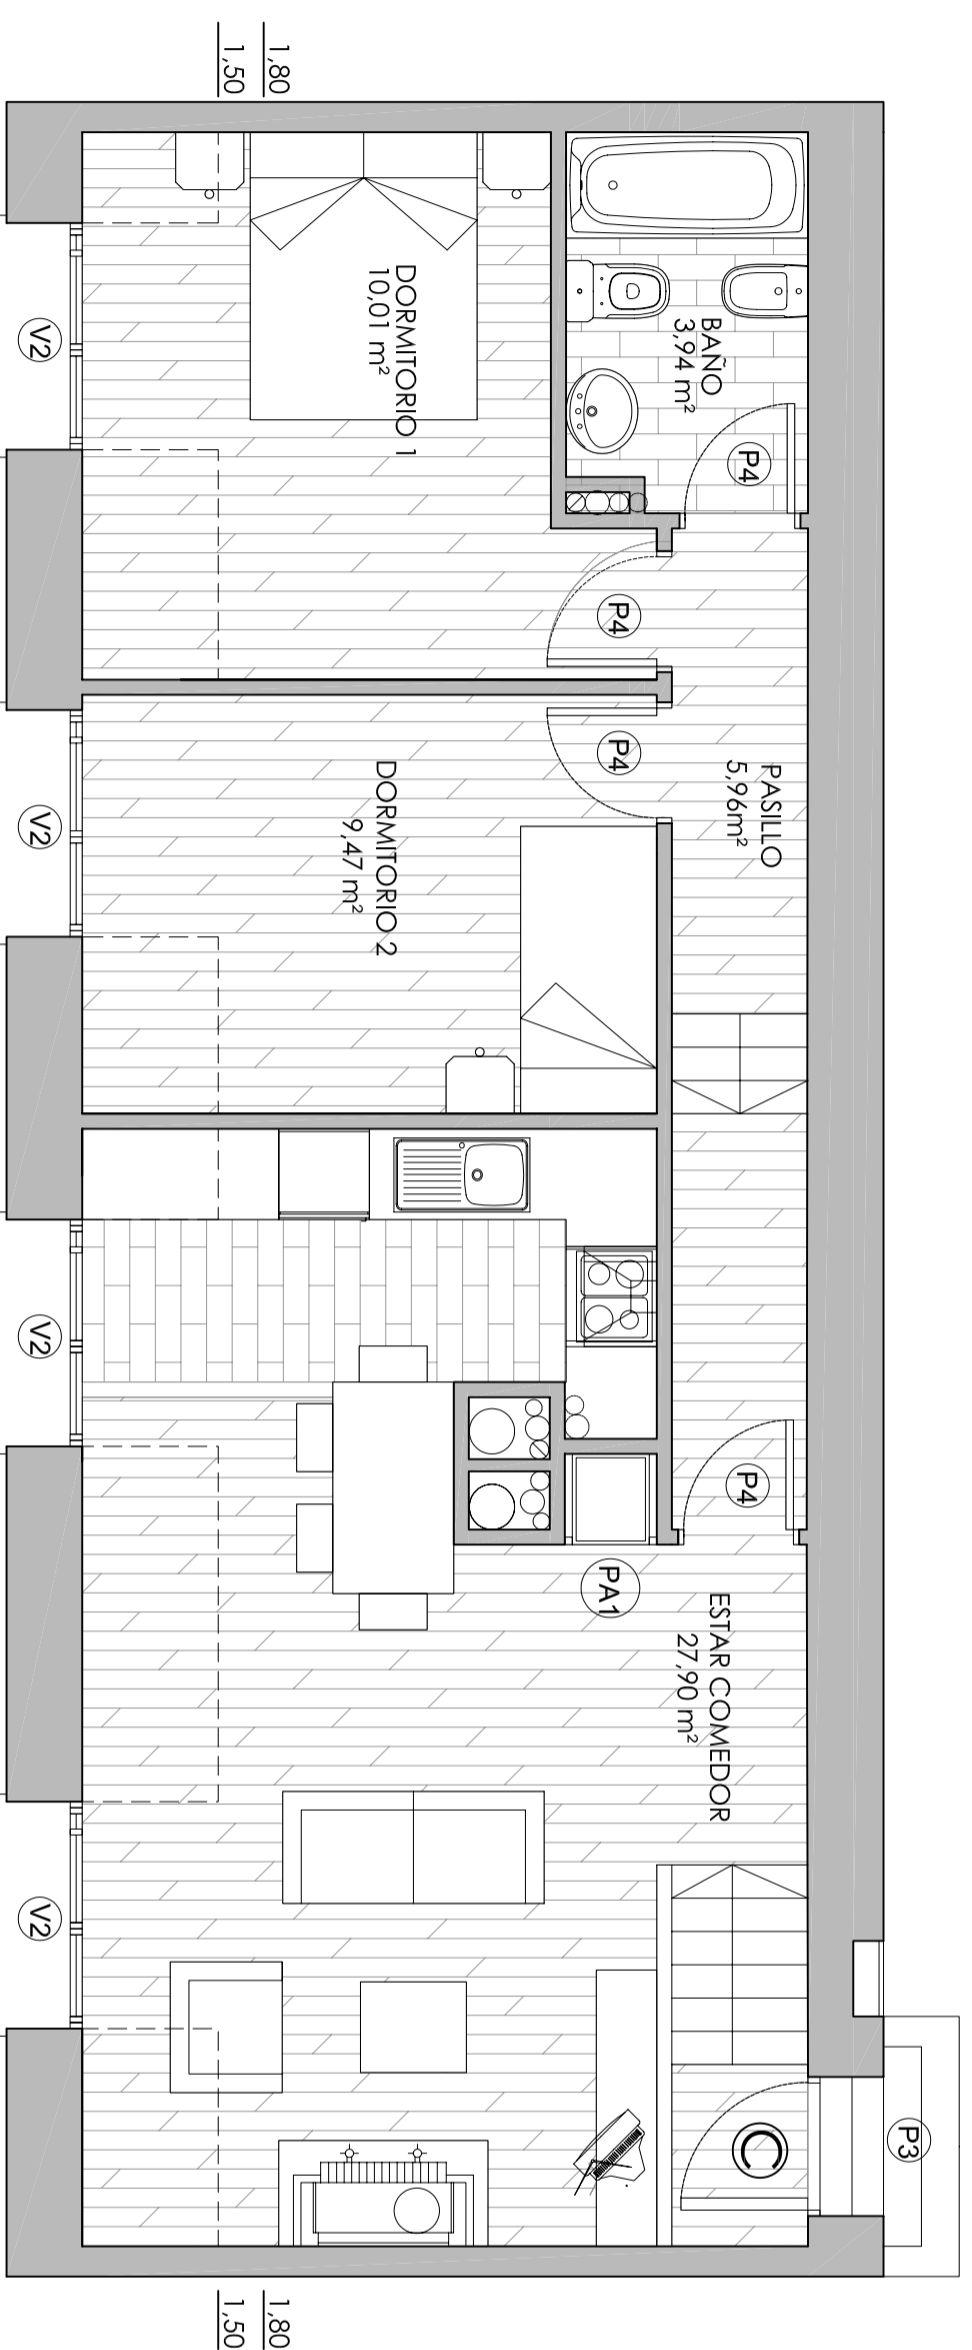 1,80
1,50
DORMITORIO 1
10,01 m²
BAÑO
3,94 m²
P4
V2
P4
P4
PASILLO
5,96m²
DORMITORIO 2
9,47 m²
V2
V2
P4
PA1
ESTAR COMEDOR
27,90 m²
V2
P3
C
1,80
1,50